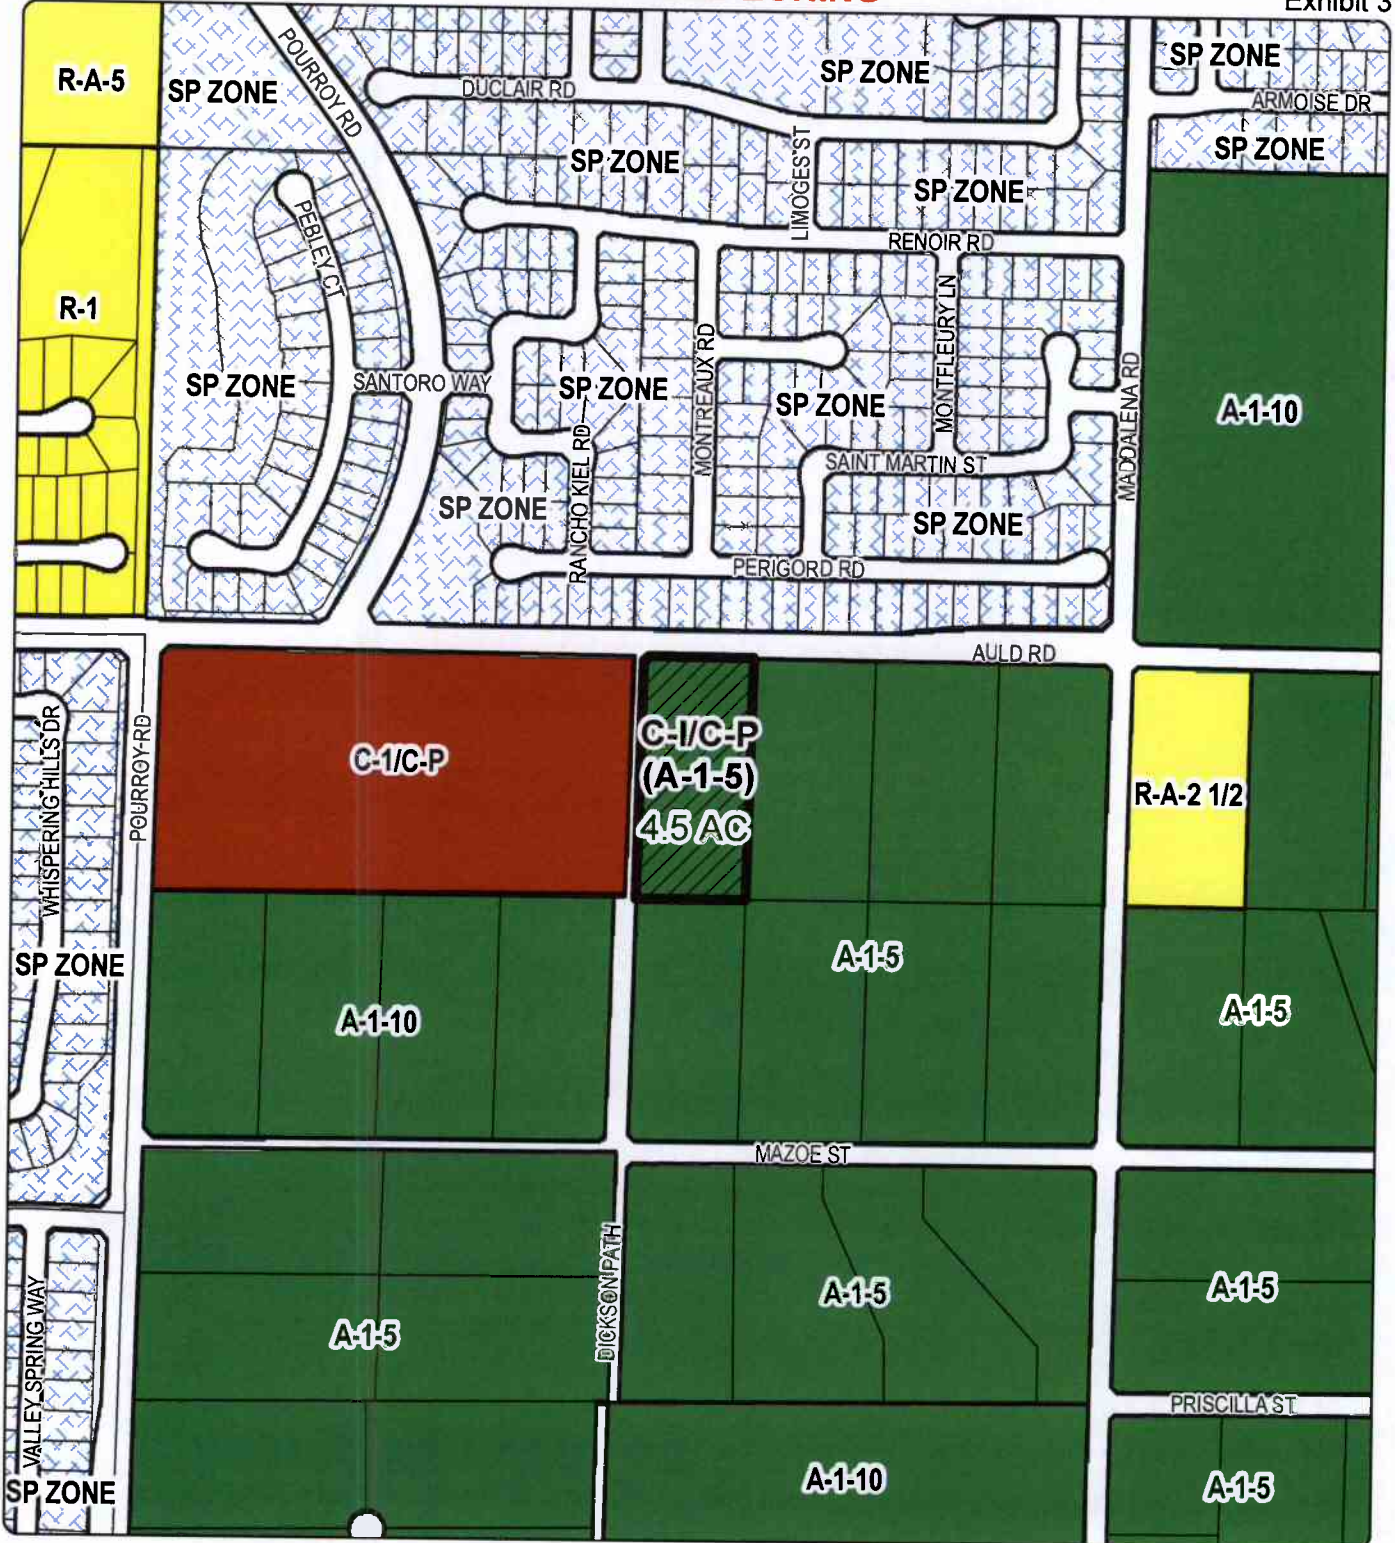 Exhibit 3
R-A-5
SP ZONE
POURROY RD
DUCLAIR RD
SP ZONE
SP ZONE
ARMOISE DR
SP ZONE
SP ZONE
LIMOGES ST
SP ZONE
PEBLEY CT
RENOIR RD
R-1
SP ZONE
SANTORO WAY
SP ZONE
RANCHO KIEL RD
MONTREAUX RD
SP ZONE
MONTFLEURY LN
MADDALENA RD
A-1-10
SAINT MARTIN ST
SP ZONE
SP ZONE
PERIGORD RD
AULD RD
WHISPERING HILLS DR
POURROY RD
C-1/C-P
C-I/C-P
(A-1-5)
4.5 AC
R-A-2 1/2
SP ZONE
A-1-10
A-1-5
A-1-5
MAZOE ST
VALLEY SPRING WAY
A-1-5
DICKSON PATH
A-1-5
A-1-5
PRISCILLA ST
SP ZONE
A-1-10
A-1-5